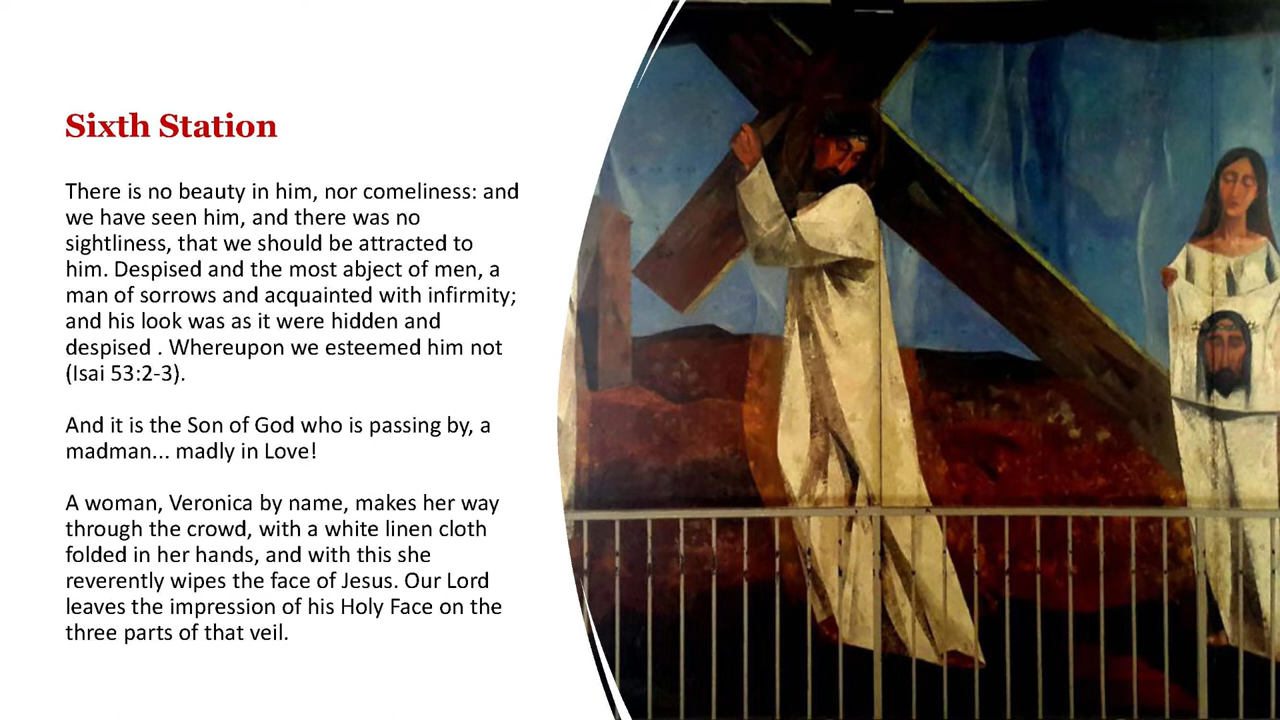 Sixth Station
There is no beauty in him, nor comeliness: and
we have seen him, and there was no
sightliness, that we should be attracted to
him. Despised and the most abject of men, a
man of sorrows and acquainted with infirmity;
and his look was as it were hidden and
despised . Whereupon we esteemed him not
(Isai 53:2-3).
And it is the Son of God who is passing by, a
madman... madly in Love!
A woman, Veronica by name, makes her way
through the crowd, with a white linen cloth
folded in her hands, and with this she
reverently wipes the face of Jesus. Our Lord
leaves the impression of his Holy Face on the
three parts of that veil.